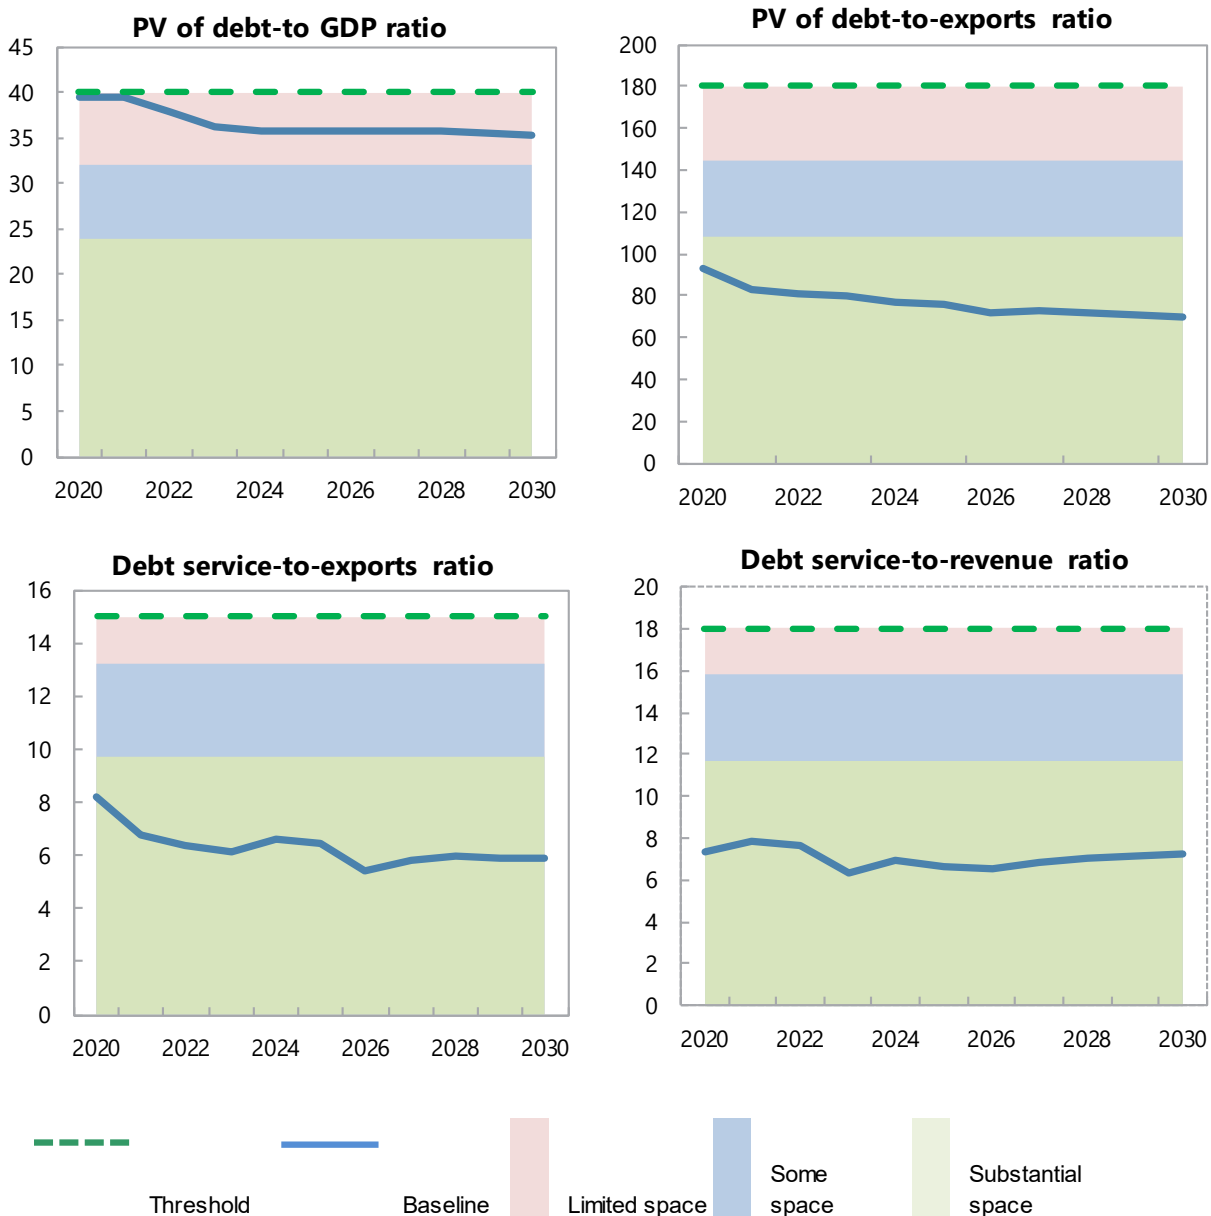 PV of debt-to GDP ratio
45
40
35
30
25
20
15
10
5
0
2020 2022 2024 2026 2028 2030
PV of debt-to-exports ratio
200
180
160
140
120
100
80
60
40
20
0
2020 2022 2024 2026 2028 2030
Debt service-to-exports ratio
16
14
12
10
8
6
4
2
0
2020 2022 2024 2026 2028 2030
Debt service-to-revenue ratio
20
18
16
14
12
10
8
6
4
2
0
2020 2022 2024 2026 2028 2030
Threshold
Baseline
Limited space
Some
space
Substantial
space